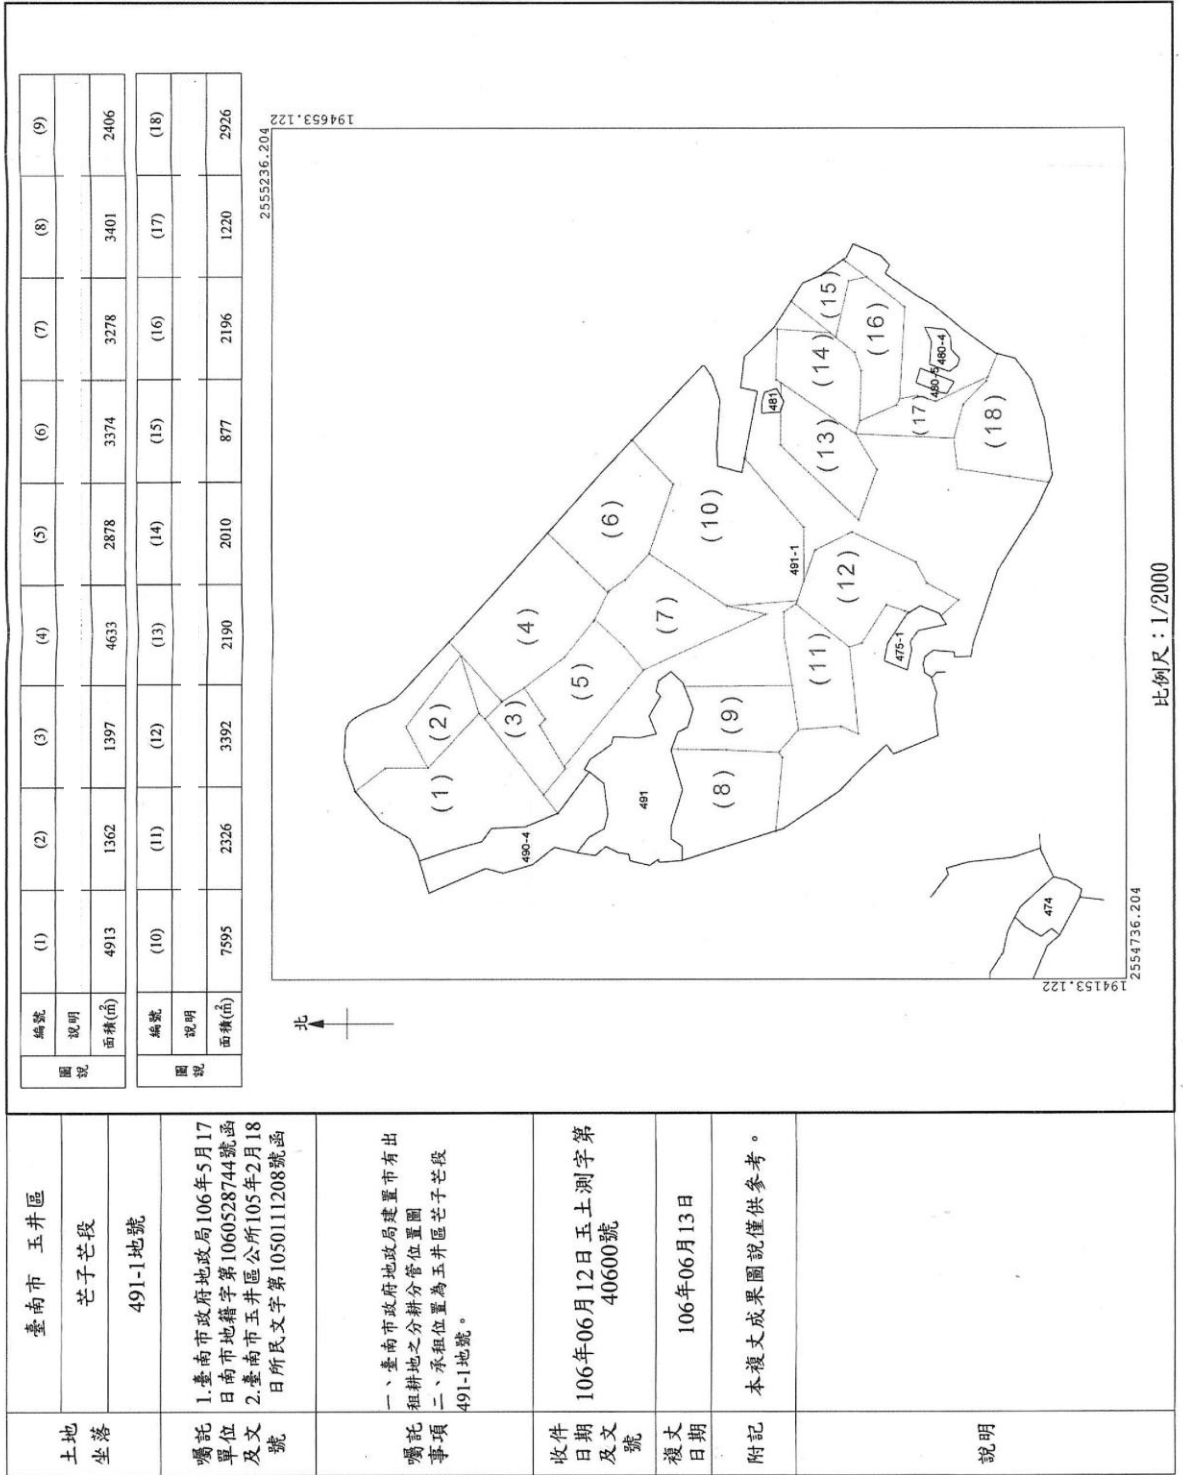 土地坐落
臺南市 玉井區
芒子芒段
491-1地號
囑託單位及文號
1.臺南市政府地政局106年5月17
日南市地籍字第1060528744號函
2.臺南市玉井區公所105年2月18
日所民文字第1050111208號函
囑託事項
一、臺南市政府地政局建置市有出
租耕地之分耕分管位置圖
二、承租位置為玉井區芒子芒段
491-1地號。
收件日期及文號
106年06月12日玉土測字第
40600號
複丈日期
106年06月13日
附記
本複丈成果圖說僅供參考。
說明
圖說
編號 (1) (2) (3) (4) (5) (6) (7) (8) (9)
說明
面積(㎡) 4913 1362 1397 4633 2878 3374 3278 3401 2406
圖說
編號 (10) (11) (12) (13) (14) (15) (16) (17) (18)
說明
面積(㎡) 7595 2326 3392 2190 2010 877 2196 1220 2926
北
2555236.204
194653.122
(1)
(2)
(3)
(4)
(5)
(6)
(7)
(8)
(9)
(10)
(11)
(12)
(13)
(14)
(15)
(16)
(17)
(18)
490-4
491
491-1
481
480-5
480-4
475-1
474
194153.122
2554736.204
比例尺：1/2000